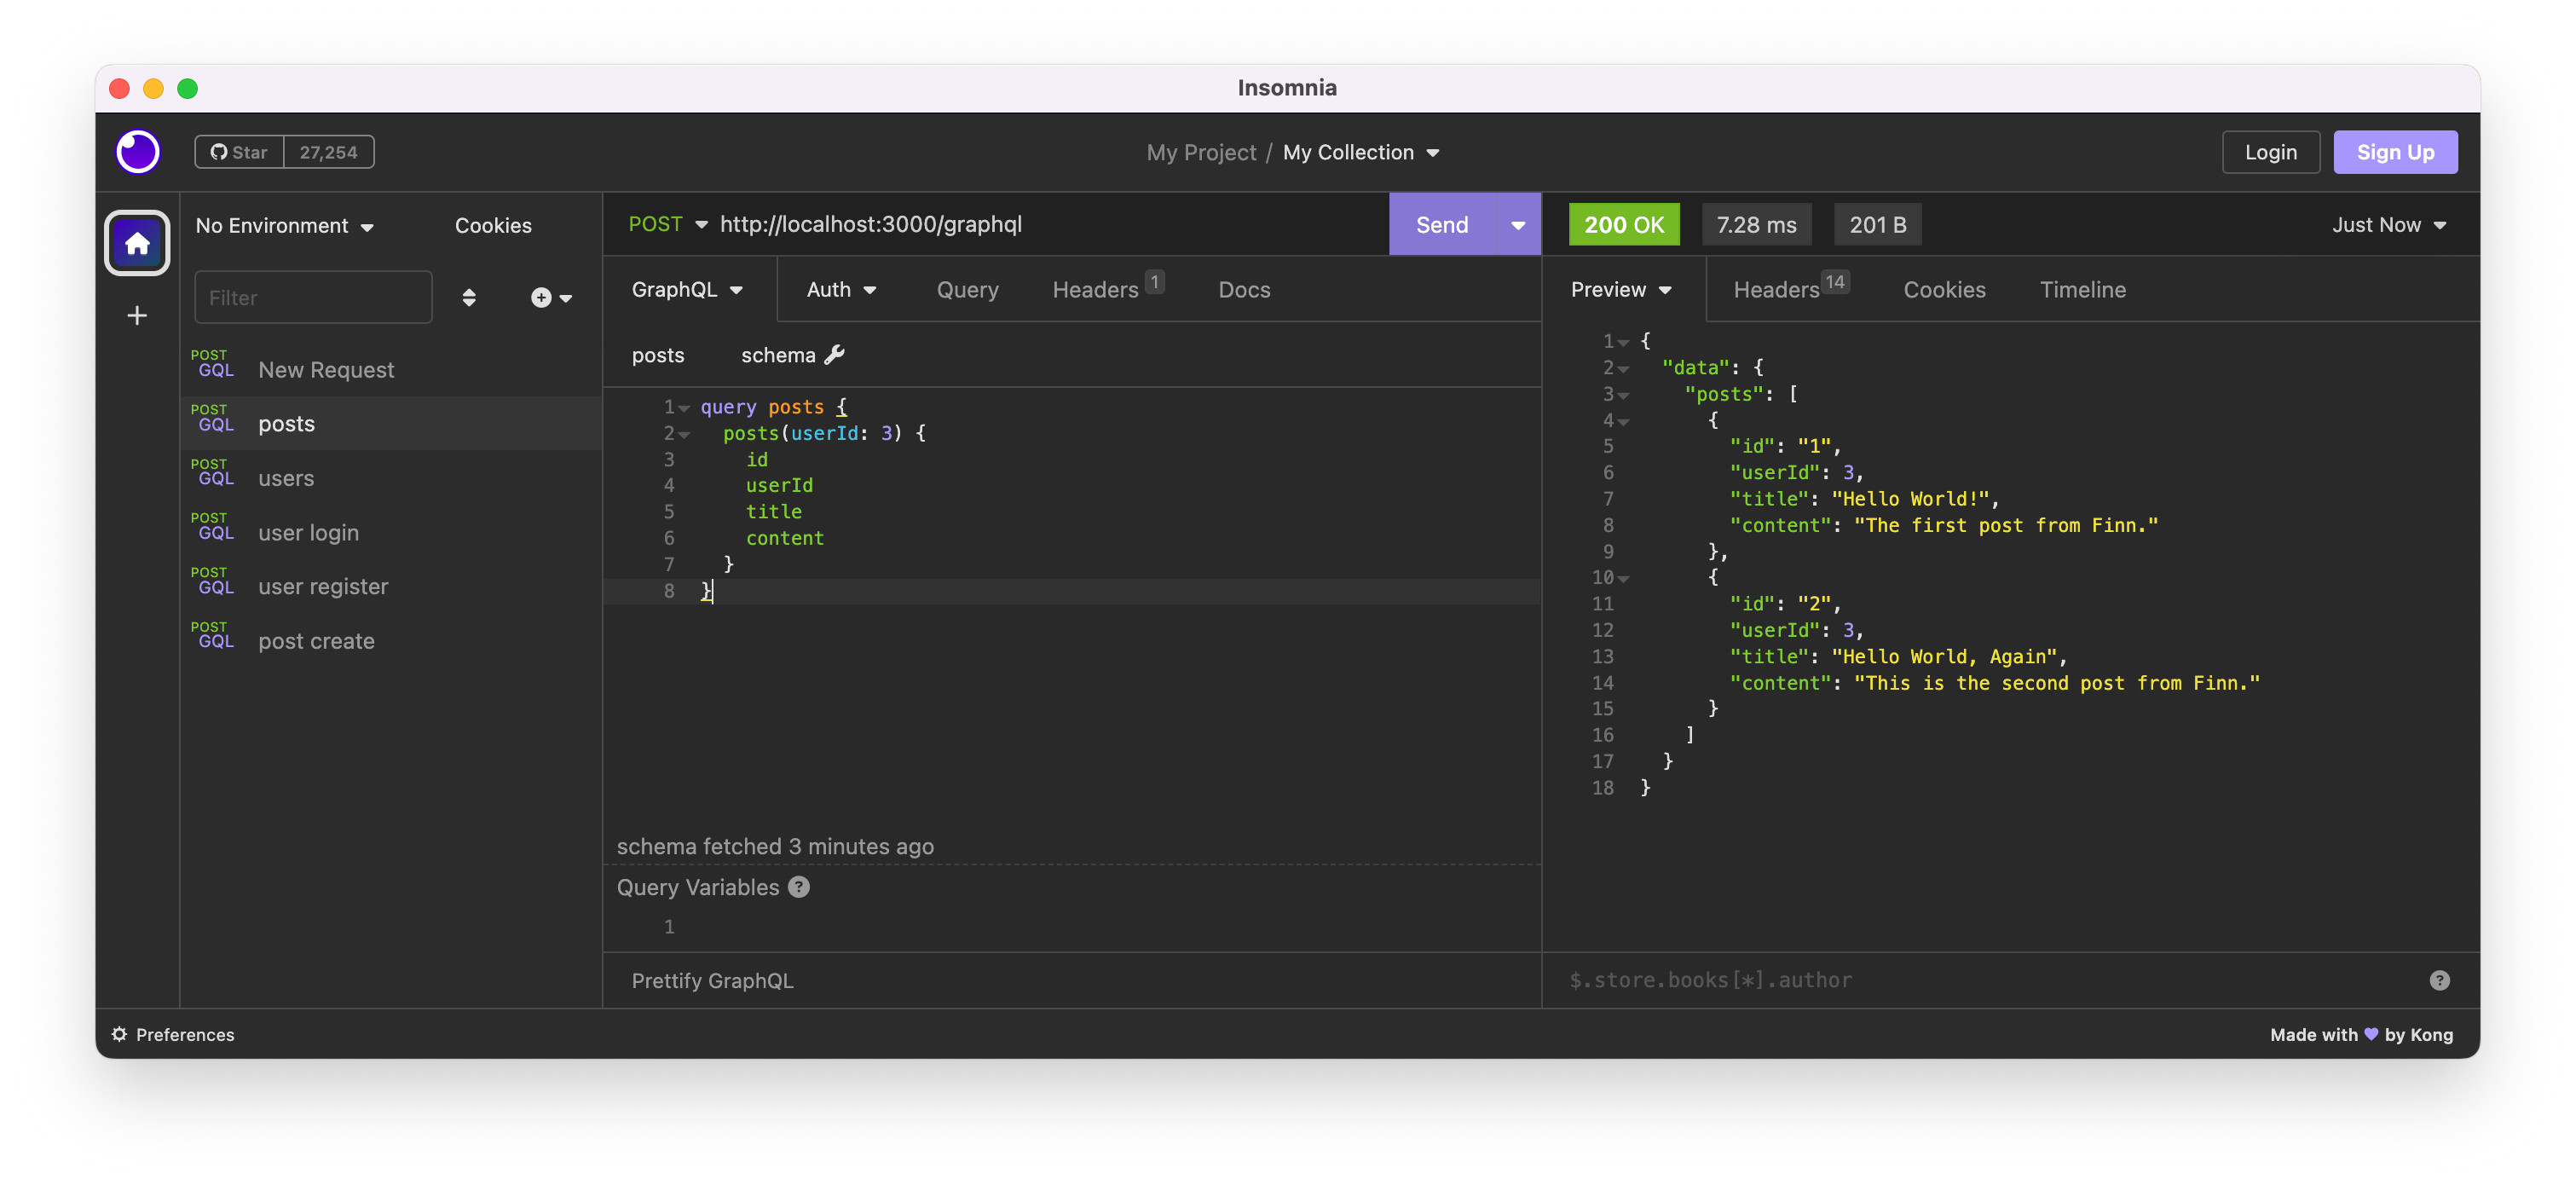 Insomnia
Star 27,254
My Project / My Collection
Login
Sign Up
No Environment
Cookies
Filter
POST GQL New Request
POST GQL posts
POST GQL users
POST GQL user login
POST GQL user register
POST GQL post create
POST http://localhost:3000/graphql
Send
GraphQL
Auth
Query
Headers 1
Docs
posts
schema
1 query posts {
2 posts(userId: 3) {
3 id
4 userId
5 title
6 content
7 }
8 }
schema fetched 3 minutes ago
Query Variables ?
1
Prettify GraphQL
200 OK
7.28 ms
201 B
Just Now
Preview
Headers 14
Cookies
Timeline
1 {
2 "data": {
3 "posts": [
4 {
5 "id": "1",
6 "userId": 3,
7 "title": "Hello World!",
8 "content": "The first post from Finn."
9 },
10 {
11 "id": "2",
12 "userId": 3,
13 "title": "Hello World, Again",
14 "content": "This is the second post from Finn."
15 }
16 ]
17 }
18 }
$.store.books[*].author
?
Preferences
Made with ♥ by Kong